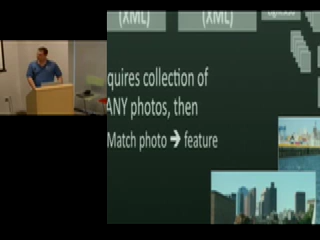 (XML) (XML)
quires collection of
ANY photos, then
Match photo → feature